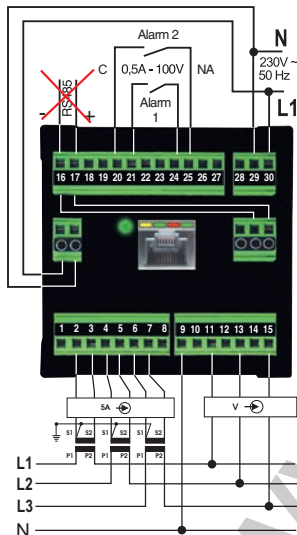 Alarm 2
N
C
0,5A - 100V
NA
230V ~
50 Hz
RS485
Alarm
1
L1
- +
16 17 18 19 20 21 22 23 24 25 26 27 28 29 30
1 2 3 4 5 6 7 8 9 10 11 12 13 14 15
5A
V
S1 S2 S1 S2 S1 S2
P1 P2 P1 P2 P1 P2
L1
L2
L3
N